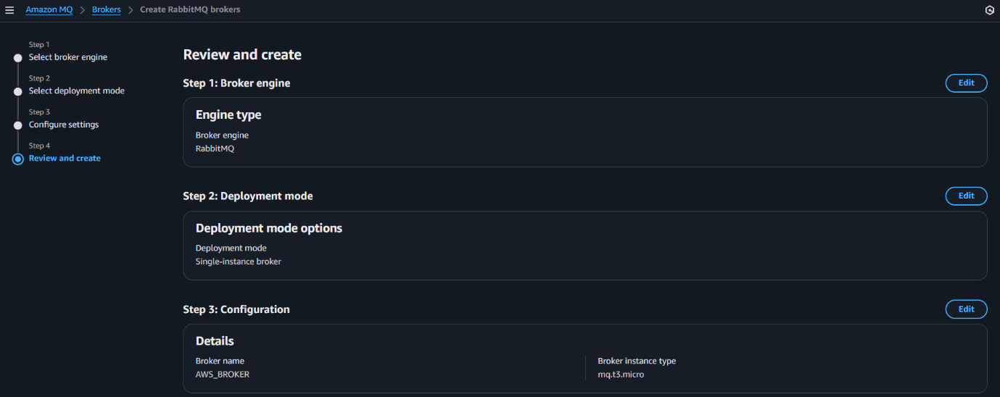 Amazon MQ > Brokers > Create RabbitMQ brokers
Step 1
Select broker engine
Step 2
Select deployment mode
Step 3
Configure settings
Step 4
Review and create
Review and create
Step 1: Broker engine
Edit
Engine type
Broker engine
RabbitMQ
Step 2: Deployment mode
Edit
Deployment mode options
Deployment mode
Single-instance broker
Step 3: Configuration
Edit
Details
Broker name
AWS_BROKER
Broker instance type
mq.t3.micro